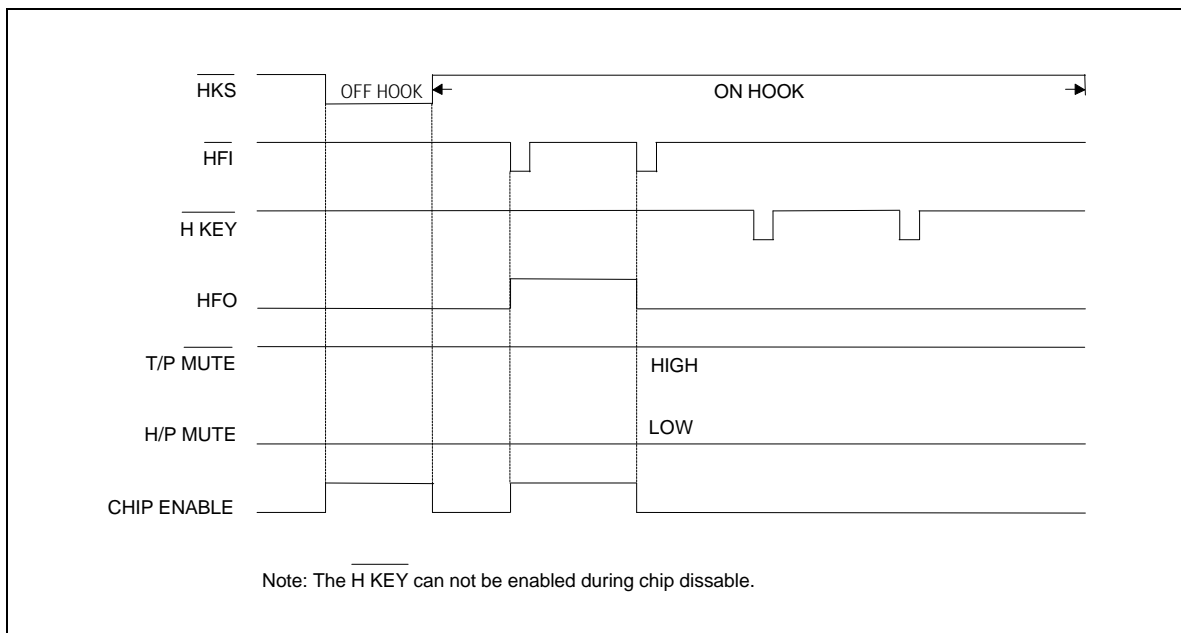 HKS
OFF HOOK
ON HOOK
HFI
H KEY
HFO
T/P MUTE
HIGH
H/P MUTE
LOW
CHIP ENABLE
Note: The H KEY can not be enabled during chip dissable.